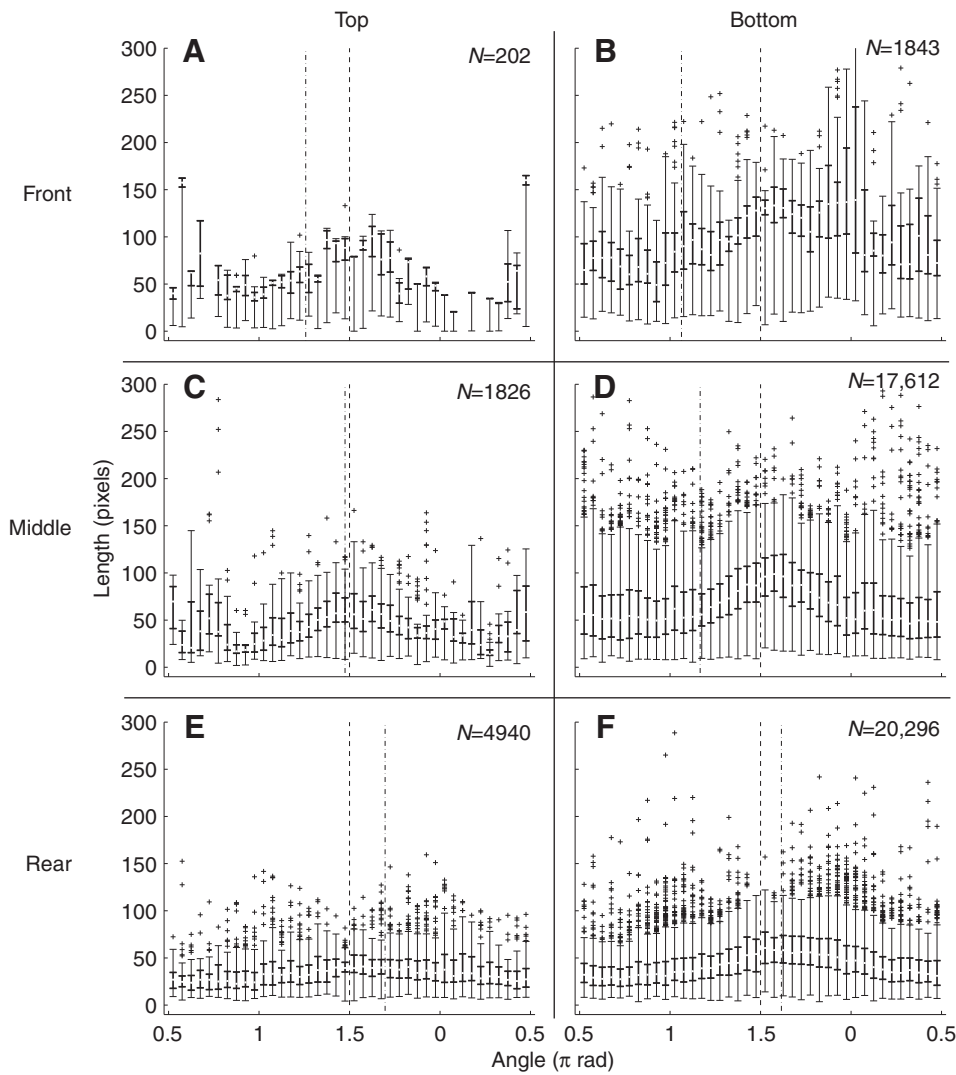 Top Bottom
A N=202 B N=1843
300
250
200
150
100
50
0
Front
C N=1826 D N=17,612
300
250
200
150
100
50
0
Middle
Length (pixels)
E N=4940 F N=20,296
300
250
200
150
100
50
0
Rear
0.5 1 1.5 0 0.5 0.5 1 1.5 0 0.5
Angle (π rad)